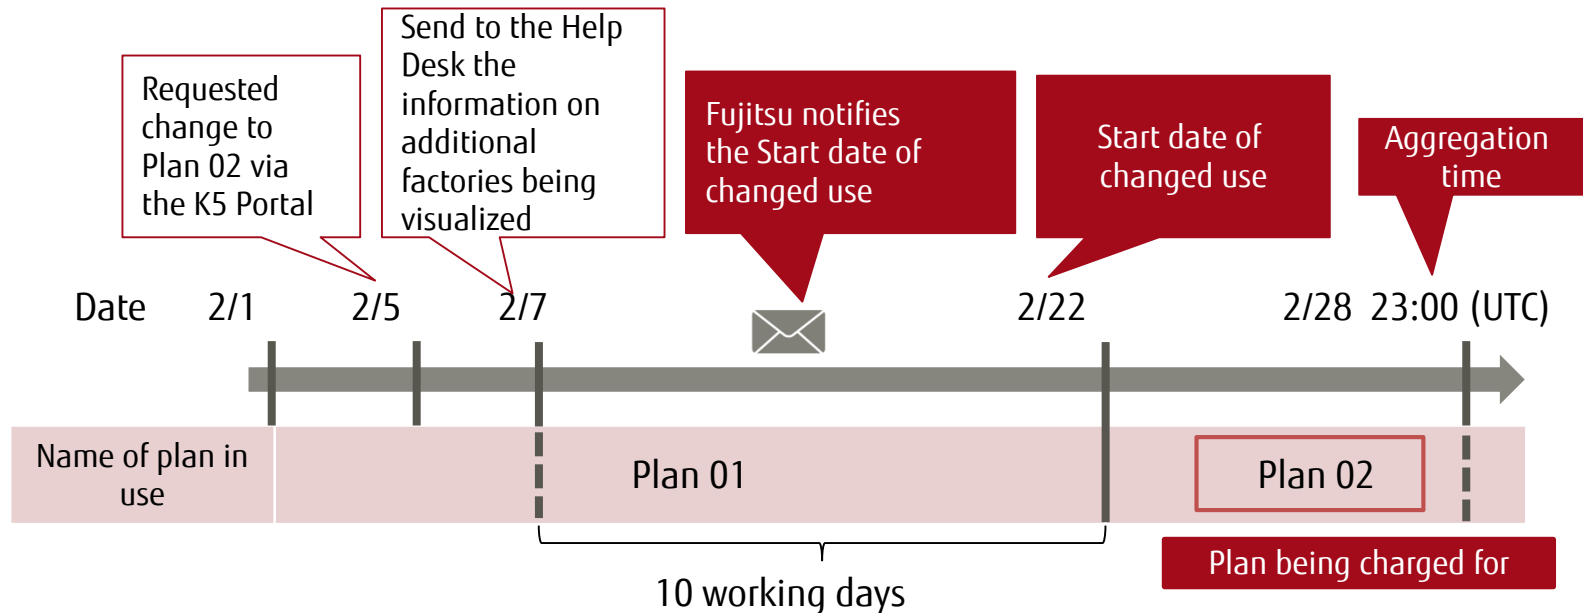 Requested
change to
Plan 02 via
the K5 Portal
Send to the Help
Desk the
information on
additional
factories being
visualized
Fujitsu notifies
the Start date of
changed use
Start date of
changed use
Aggregation
time
Date 2/1 2/5 2/7 2/22 2/28 23:00 (UTC)
Name of plan in
use
Plan 01
Plan 02
10 working days
Plan being charged for